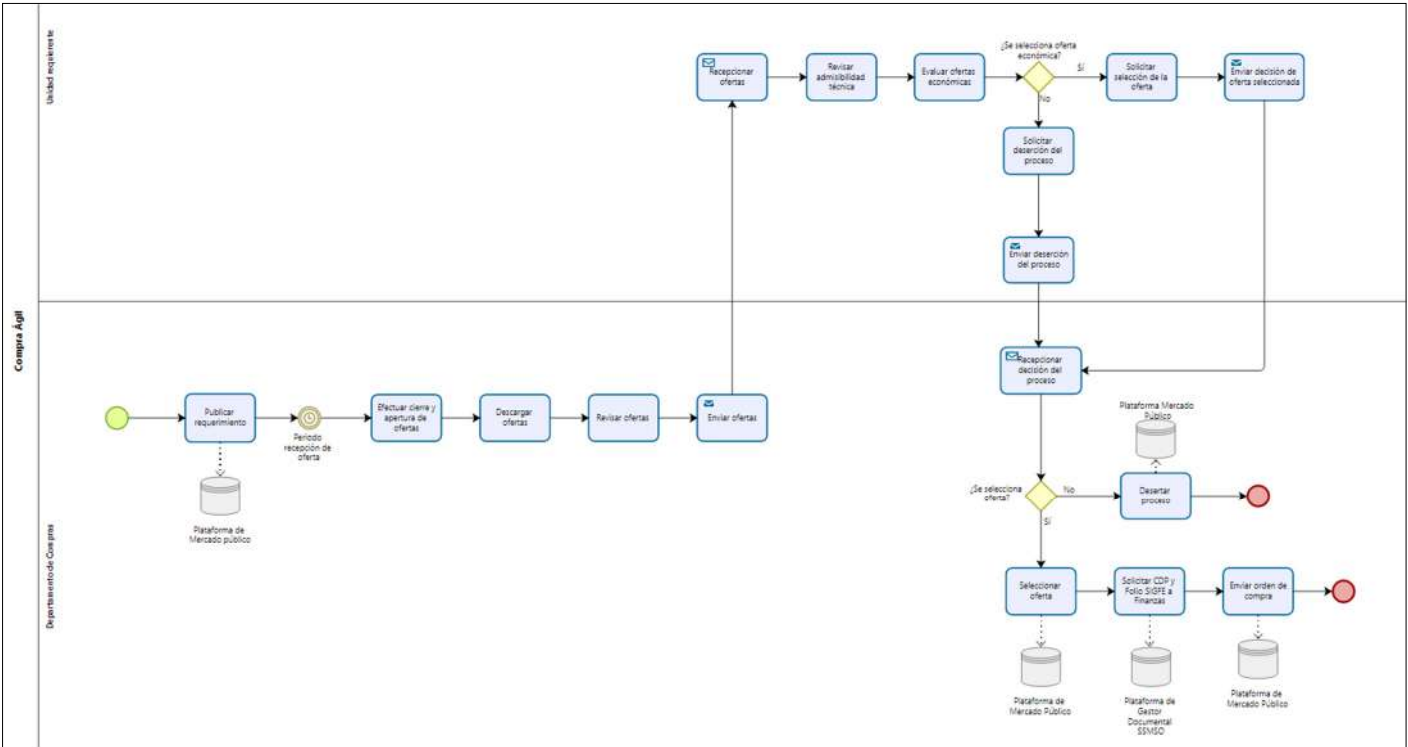 Compra Ágil
Unidad requierente
Departamento de Compras
Recepcionar
ofertas
Revisar
admisibilidad
técnica
Evaluar ofertas
económicas
¿Se selecciona oferta
económica?
Sí
No
Solicitar
selección de la
oferta
Enviar decisión de
oferta seleccionada
Solicitar
deserción del
proceso
Enviar deserción
del proceso
Publicar
requerimiento
Plataforma de
Mercado público
Periodo
recepción de
oferta
Efectuar cierre y
apertura de
ofertas
Descargar
ofertas
Revisar ofertas
Enviar ofertas
Recepcionar
decisión del
proceso
¿Se selecciona
oferta?
No
Sí
Plataforma Mercado
Público
Desertar
proceso
Seleccionar
oferta
Solicitar CDP y
Folio SIGFE a
Finanzas
Enviar orden de
compra
Plataforma de
Mercado Público
Plataforma de
Gestor
Documental
SSMSO
Plataforma de
Mercado Público